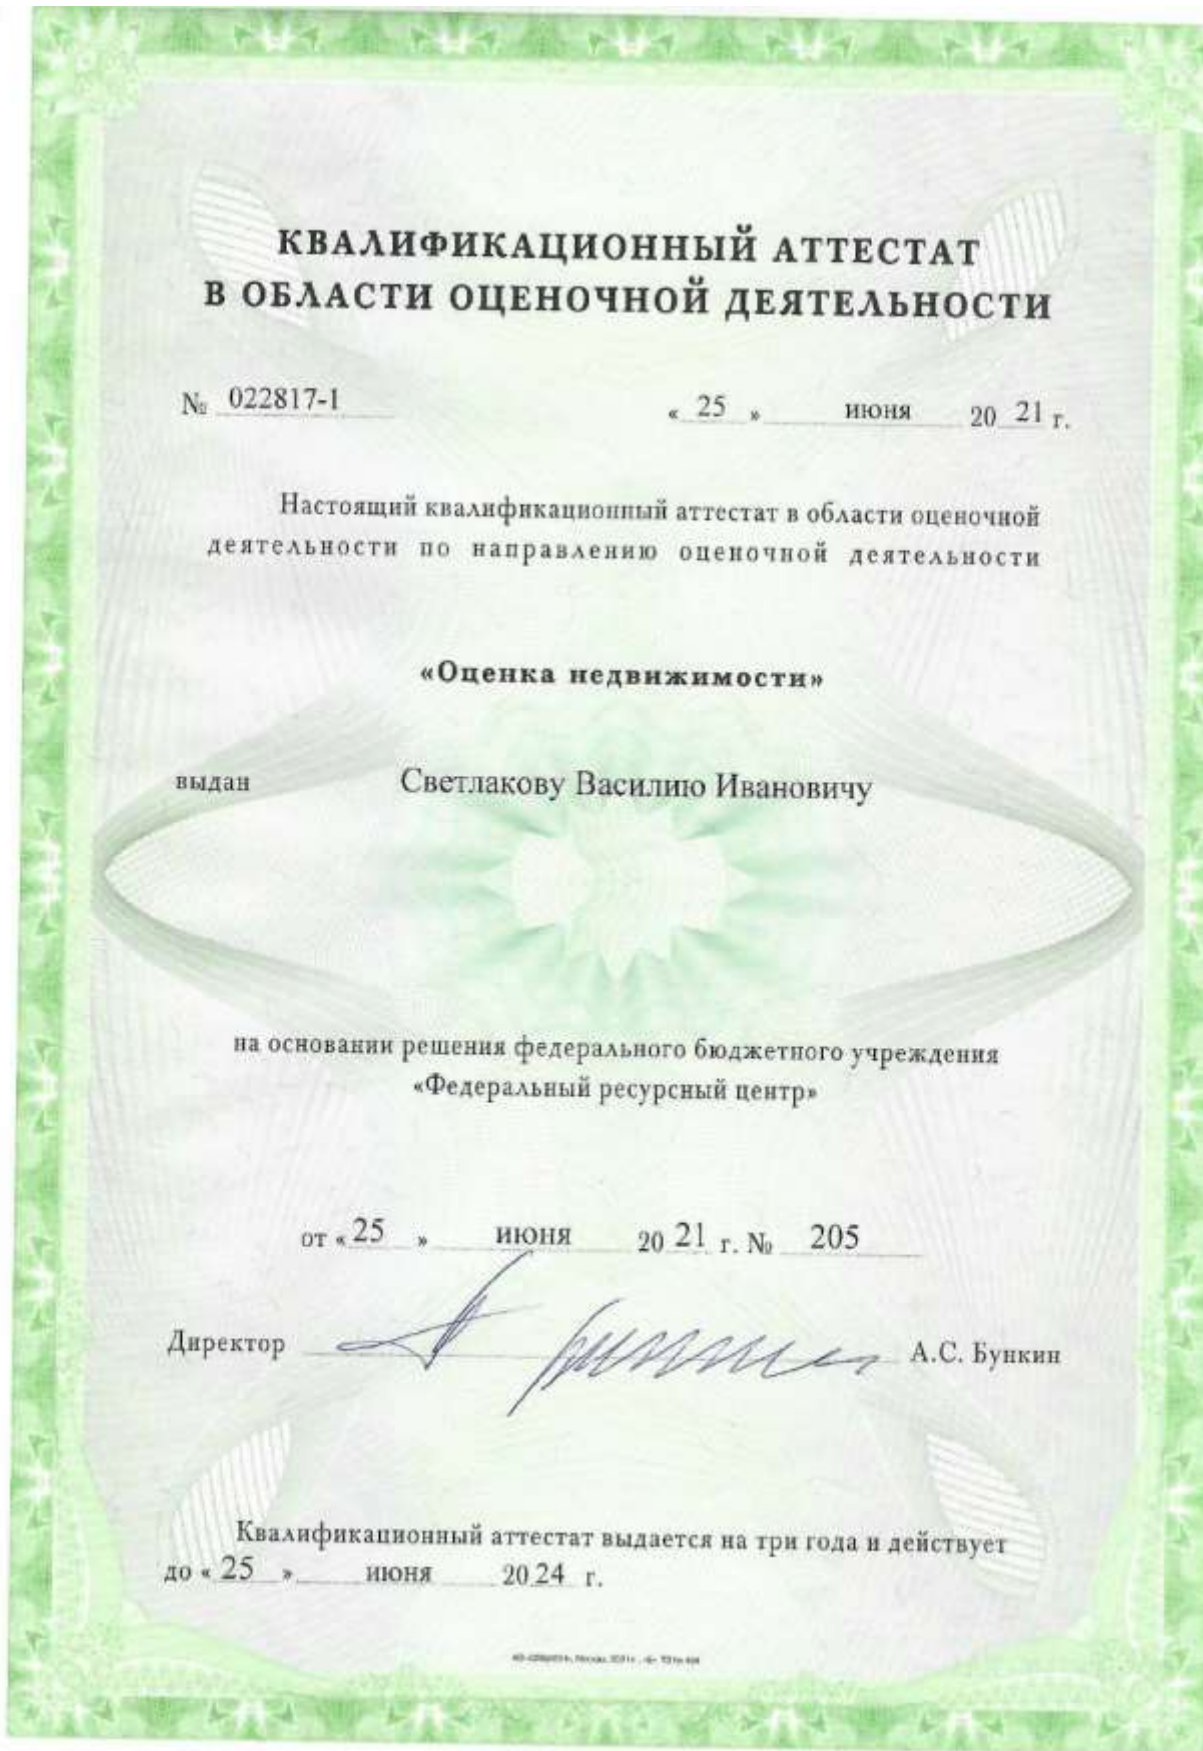 КВАЛИФИКАЦИОННЫЙ АТТЕСТАТ
В ОБЛАСТИ ОЦЕНОЧНОЙ ДЕЯТЕЛЬНОСТИ
№ 022817-1 « 25 » июня 20 21 г.
Настоящий квалификационный аттестат в области оценочной
деятельности по направлению оценочной деятельности
«Оценка недвижимости»
выдан Светлакову Василию Ивановичу
на основании решения федерального бюджетного учреждения
«Федеральный ресурсный центр»
от « 25 » июня 20 21 г. № 205
Директор А.С. Бункин
Квалификационный аттестат выдается на три года и действует
до « 25 » июня 20 24 г.